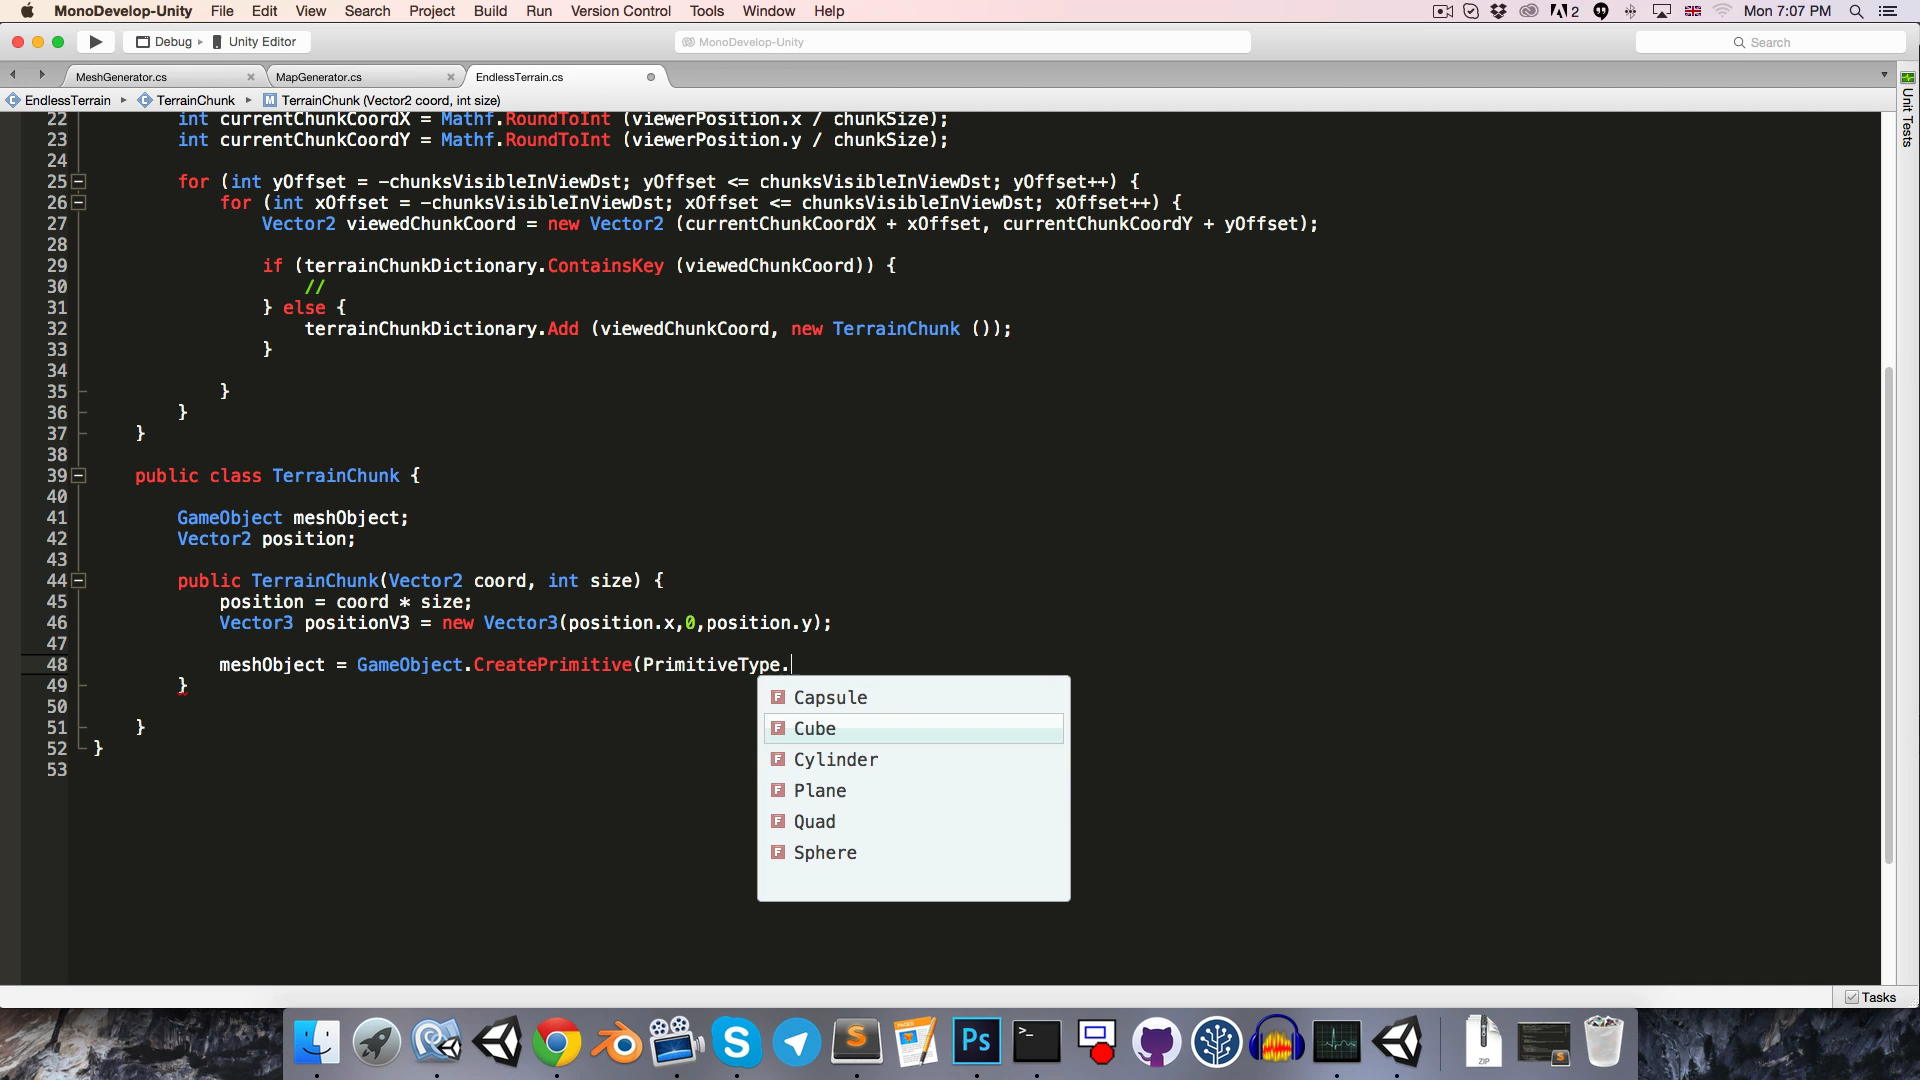 MonoDevelop-Unity File Edit View Search Project Build Run Version Control Tools Window Help 2 Mon 7:07 PM
Debug Unity Editor MonoDevelop-Unity Search
MeshGenerator.cs MapGenerator.cs EndlessTerrain.cs
EndlessTerrain TerrainChunk M TerrainChunk (Vector2 coord, int size)
Unit Tests
22 int currentChunkCoordX = Mathf.RoundToInt (viewerPosition.x / chunkSize);
23 int currentChunkCoordY = Mathf.RoundToInt (viewerPosition.y / chunkSize);
24
25 for (int yOffset = -chunksVisibleInViewDst; yOffset <= chunksVisibleInViewDst; yOffset++) {
26 for (int xOffset = -chunksVisibleInViewDst; xOffset <= chunksVisibleInViewDst; xOffset++) {
27 Vector2 viewedChunkCoord = new Vector2 (currentChunkCoordX + xOffset, currentChunkCoordY + yOffset);
28
29 if (terrainChunkDictionary.ContainsKey (viewedChunkCoord)) {
30 //
31 } else {
32 terrainChunkDictionary.Add (viewedChunkCoord, new TerrainChunk ());
33 }
34
35 }
36 }
37 }
38
39 public class TerrainChunk {
40
41 GameObject meshObject;
42 Vector2 position;
43
44 public TerrainChunk(Vector2 coord, int size) {
45 position = coord * size;
46 Vector3 positionV3 = new Vector3(position.x,0,position.y);
47
48 meshObject = GameObject.CreatePrimitive(PrimitiveType.
49 }
50
51 }
52 }
53
F Capsule
F Cube
F Cylinder
F Plane
F Quad
F Sphere
Tasks
S S PAGES Ps >_ ZIP S